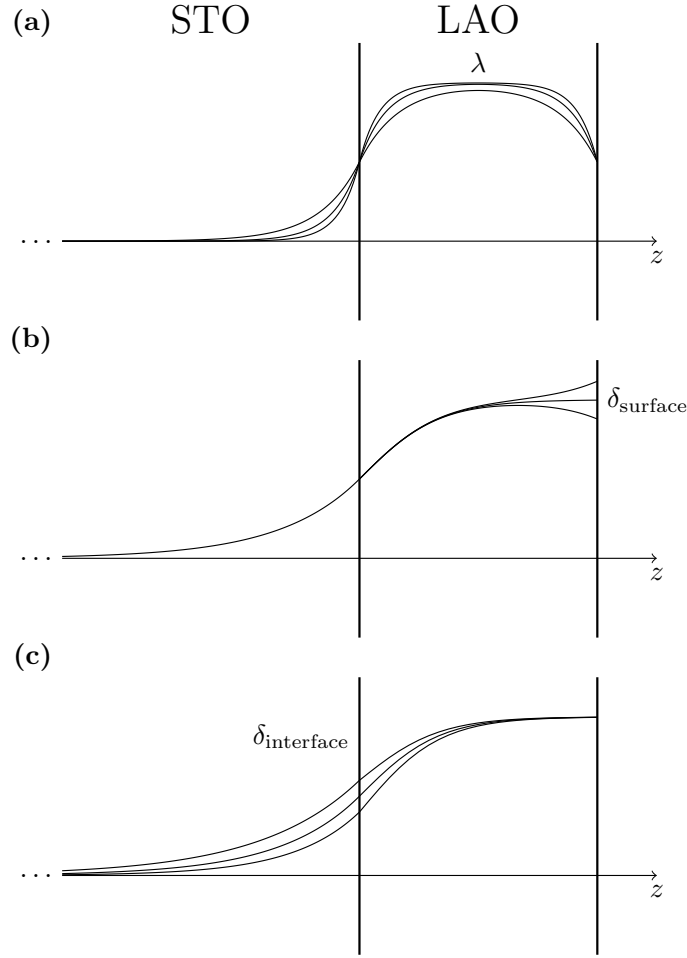 (a) STO LAO
λ
··· z
(b)
δsurface
··· z
(c)
δinterface
··· z